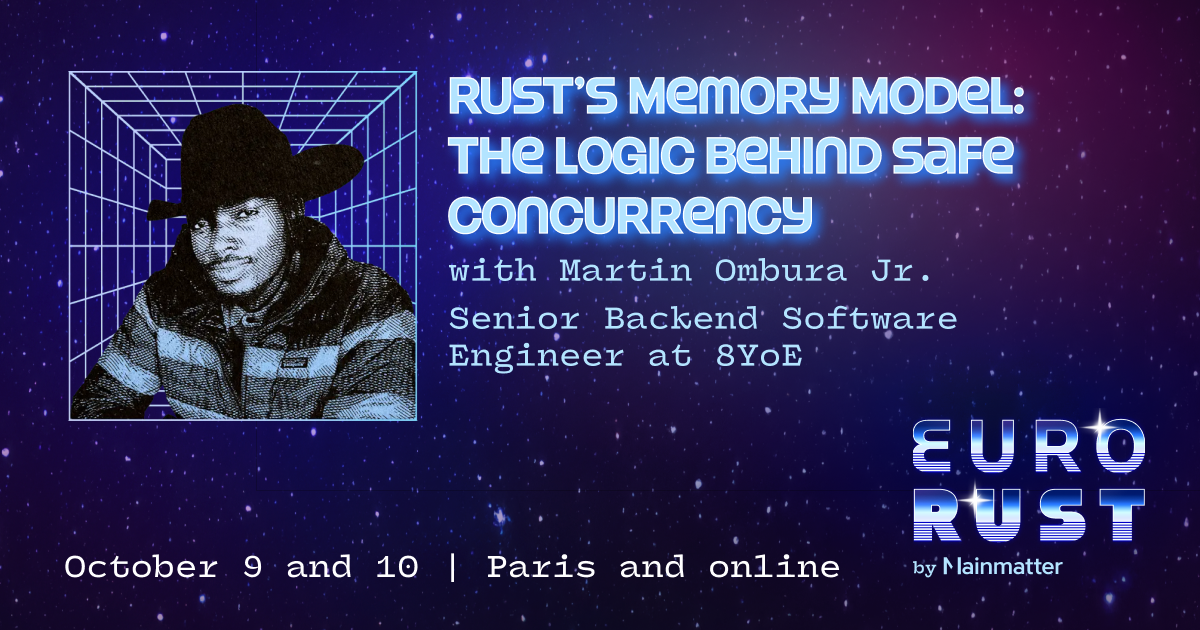 Rust's Memory Model:
The Logic Behind Safe
Concurrency
with Martin Ombura Jr.
Senior Backend Software
Engineer at 8YoE
EURO
RUST
by Mainmatter
October 9 and 10 | Paris and online